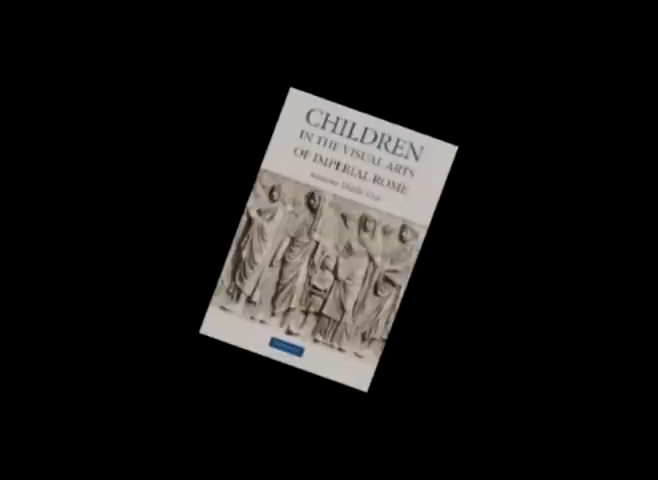 CHILDREN
IN THE VISUAL ARTS
OF IMPERIAL ROME